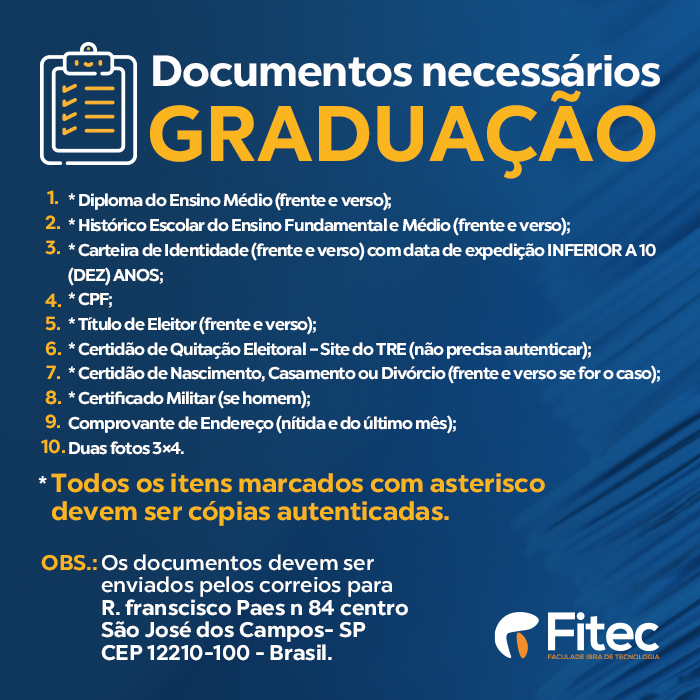 Documentos necessários
GRADUAÇÃO
1. * Diploma do Ensino Médio (frente e verso);
2. * Histórico Escolar do Ensino Fundamental e Médio (frente e verso);
3. * Carteira de Identidade (frente e verso) com data de expedição INFERIOR A 10
(DEZ) ANOS;
4. * CPF;
5. * Título de Eleitor (frente e verso);
6. * Certidão de Quitação Eleitoral – Site do TRE (não precisa autenticar);
7. * Certidão de Nascimento, Casamento ou Divórcio (frente e verso se for o caso);
8. * Certificado Militar (se homem);
9. Comprovante de Endereço (nítida e do último mês);
10. Duas fotos 3×4.
* Todos os itens marcados com asterisco
devem ser cópias autenticadas.
OBS.: Os documentos devem ser
enviados pelos correios para
R. franscisco Paes n 84 centro
São José dos Campos- SP
CEP 12210-100 - Brasil.
Fitec
FACULDADE IBRA DE TECNOLOGIA